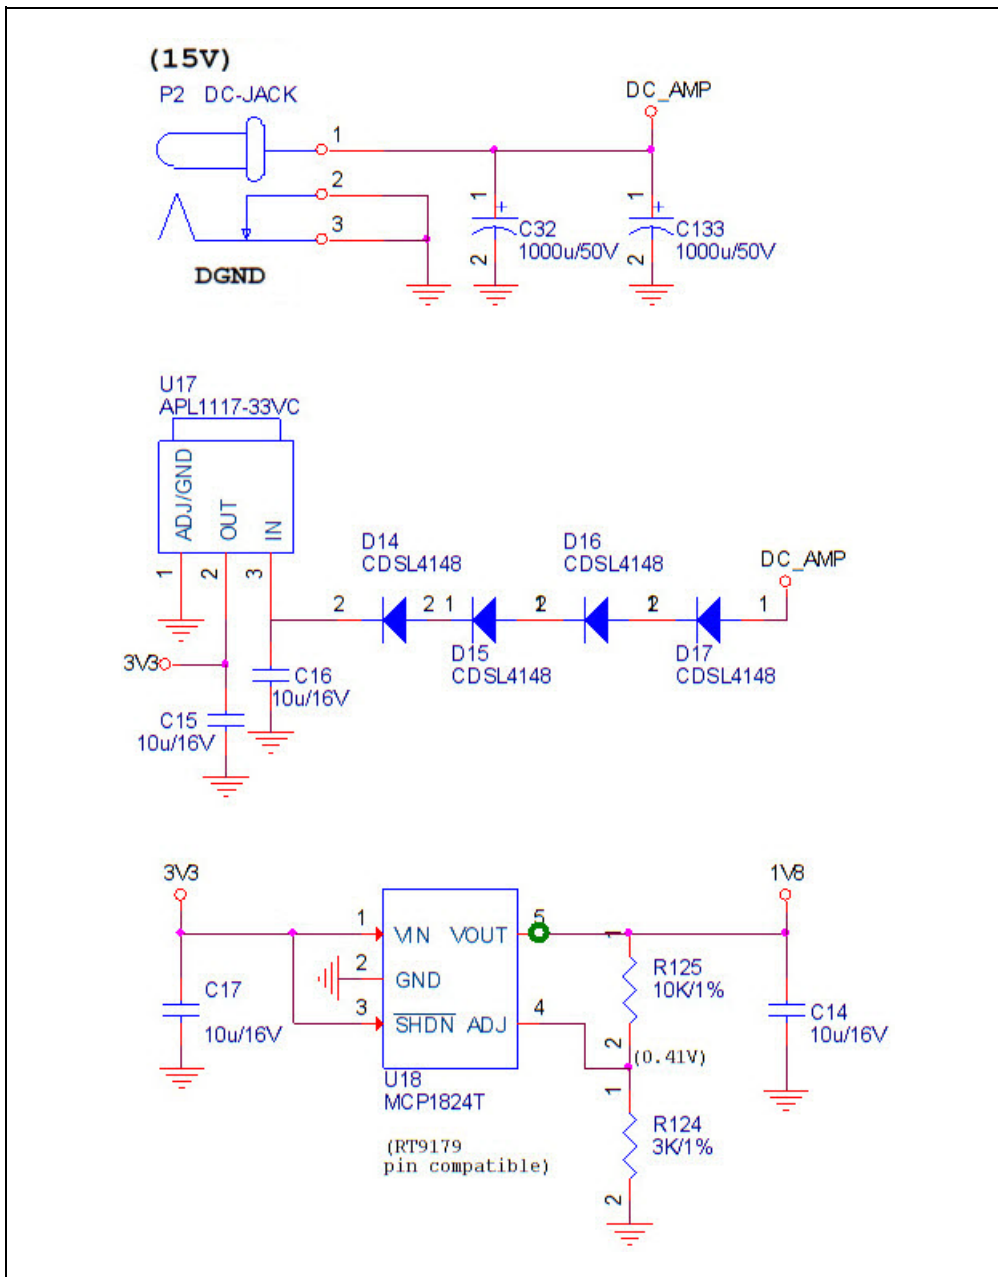 (15V)
P2 DC-JACK
DC_AMP
1
2
3
DGND
1
+
2
C32
1000u/50V
1
+
2
C133
1000u/50V
U17
APL1117-33VC
ADJ/GND
OUT
IN
1
2
3
D14
CDSL4148
D16
CDSL4148
DC_AMP
2
2
1
2
1
2
1
2
1
D15
CDSL4148
D17
CDSL4148
3V3
C16
10u/16V
C15
10u/16V
3V3
1V8
1
VIN
VOUT
5
2
GND
3
SHDN
ADJ
4
C17
10u/16V
1
R125
10K/1%
2
(0.41V)
C14
10u/16V
U18
MCP1824T
1
R124
3K/1%
2
(RT9179
pin compatible)